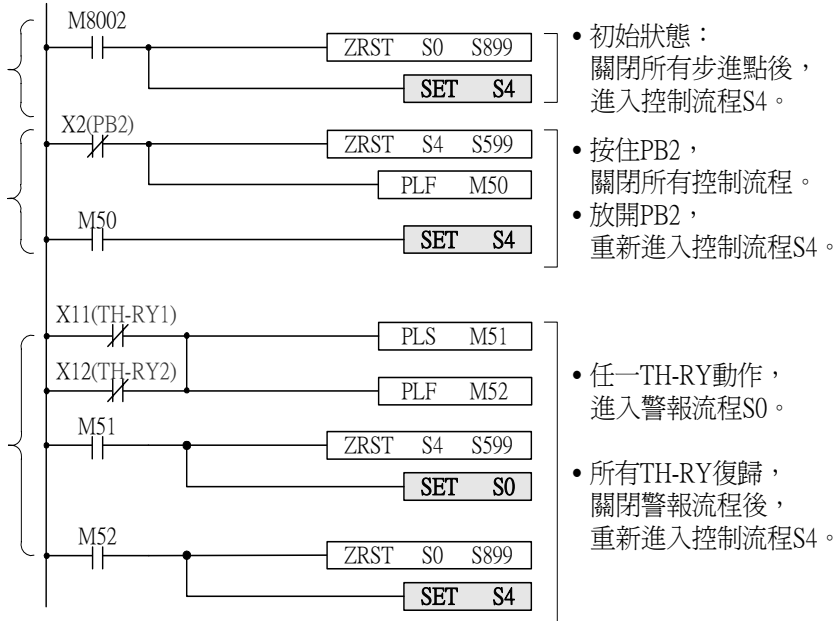 M8002
ZRST S0 S899
SET S4
• 初始狀態：
關閉所有步進點後，
進入控制流程S4。
X2(PB2)
ZRST S4 S599
PLF M50
M50
SET S4
• 按住PB2，
關閉所有控制流程。
• 放開PB2，
重新進入控制流程S4。
X11(TH-RY1)
PLS M51
X12(TH-RY2)
PLF M52
M51
ZRST S4 S599
SET S0
• 任一TH-RY動作，
進入警報流程S0。
M52
ZRST S0 S899
SET S4
• 所有TH-RY復歸，
關閉警報流程後，
重新進入控制流程S4。